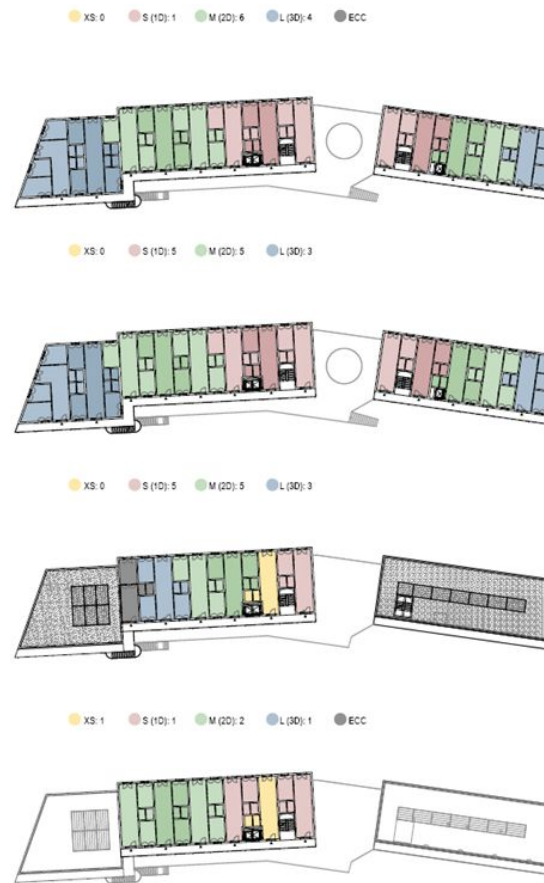 XS: 0 S (1D): 1 M (2D): 6 L (3D): 4 ECC
XS: 0 S (1D): 5 M (2D): 5 L (3D): 3
XS: 0 S (1D): 5 M (2D): 5 L (3D): 3
XS: 1 S (1D): 1 M (2D): 2 L (3D): 1 ECC